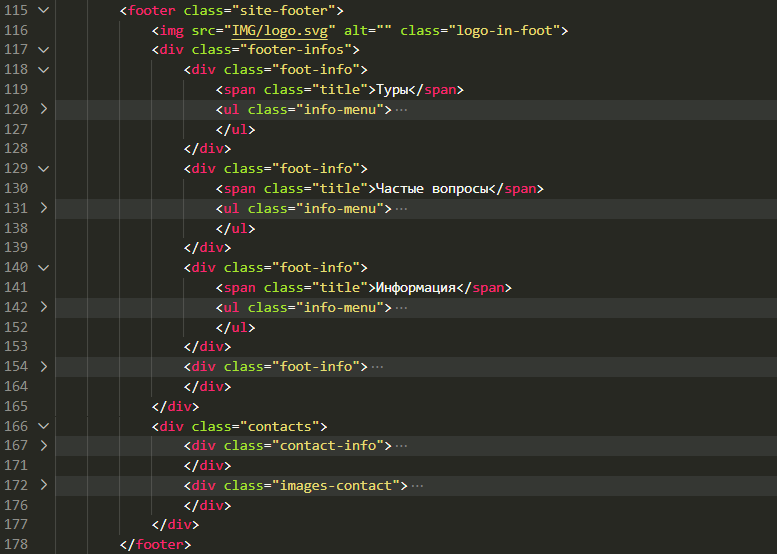 115 <footer class="site-footer">
116 <img src="IMG/logo.svg" alt="" class="logo-in-foot">
117 <div class="footer-infos">
118 <div class="foot-info">
119 <span class="title">Туры</span>
120 <ul class="info-menu">···
127 </ul>
128 </div>
129 <div class="foot-info">
130 <span class="title">Частые вопросы</span>
131 <ul class="info-menu">···
138 </ul>
139 </div>
140 <div class="foot-info">
141 <span class="title">Информация</span>
142 <ul class="info-menu">···
152 </ul>
153 </div>
154 <div class="foot-info">···
164 </div>
165 </div>
166 <div class="contacts">
167 <div class="contact-info">···
171 </div>
172 <div class="images-contact">···
176 </div>
177 </div>
178 </footer>